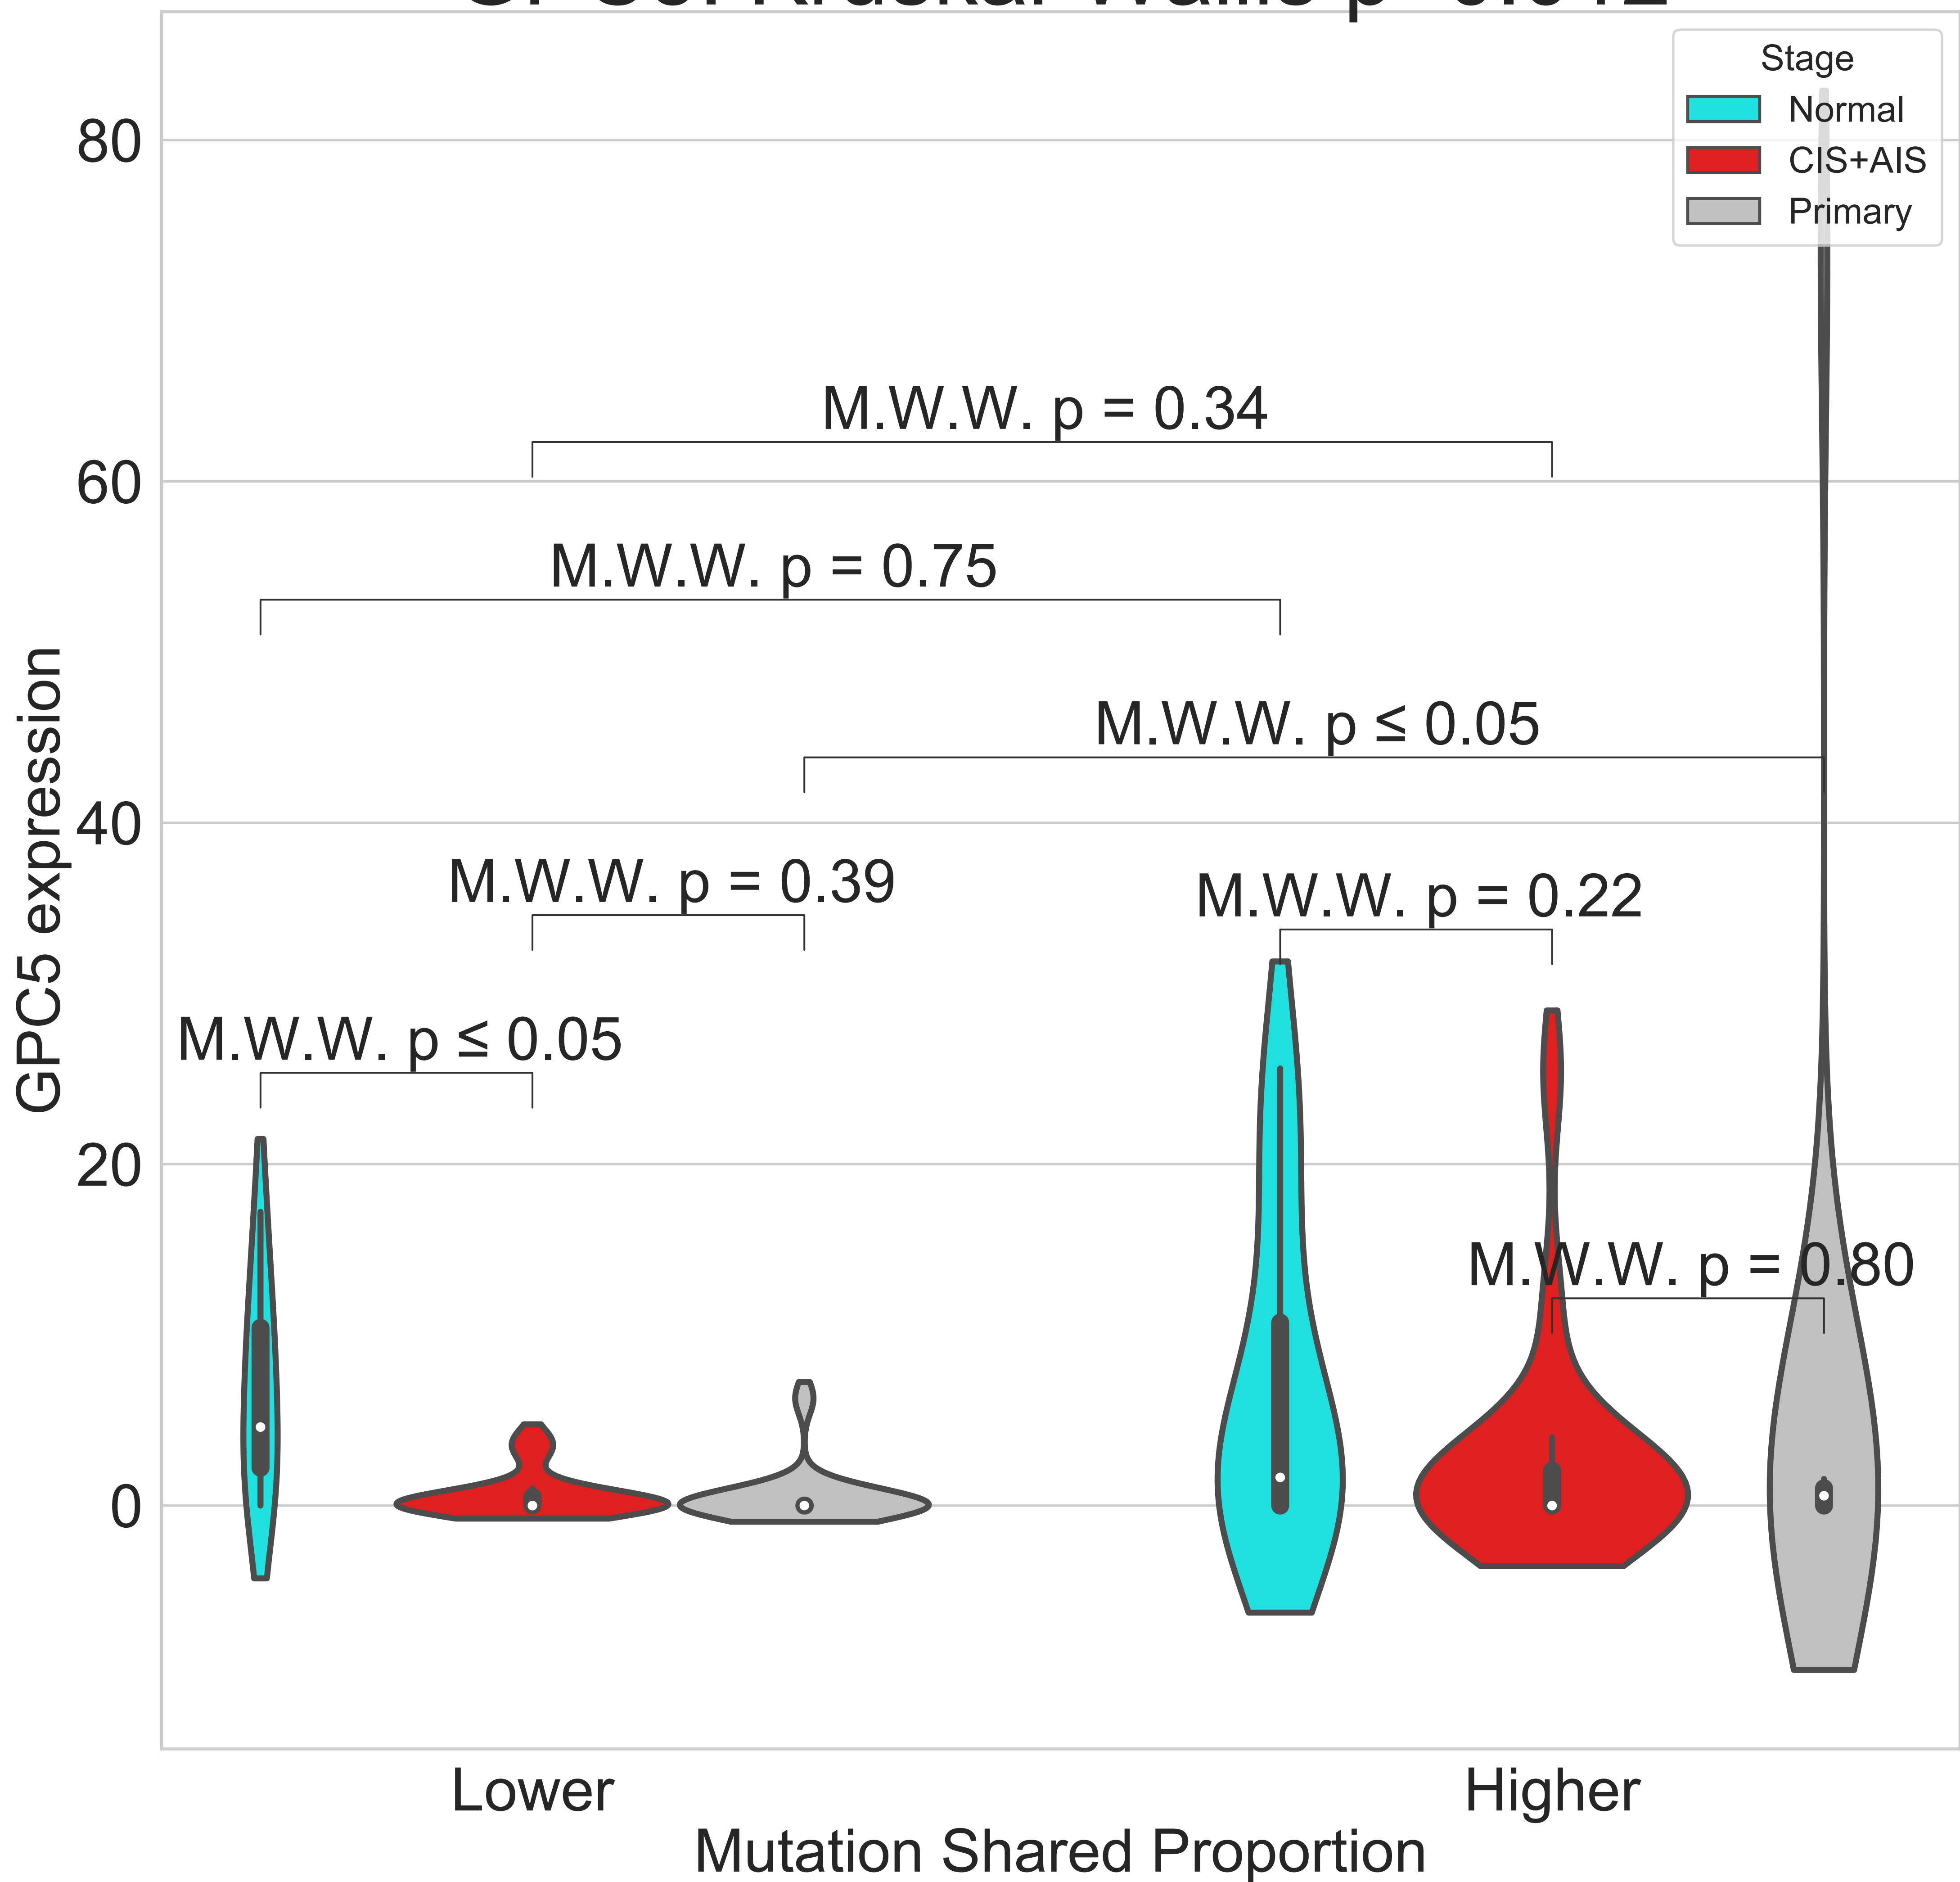 Stage
Normal
CIS+AIS
Primary
80
60
40
20
0
GPC5 expression
M.W.W. p = 0.34
M.W.W. p = 0.75
M.W.W. p ≤ 0.05
M.W.W. p = 0.39
M.W.W. p = 0.22
M.W.W. p ≤ 0.05
M.W.W. p = 0.80
Lower
Higher
Mutation Shared Proportion